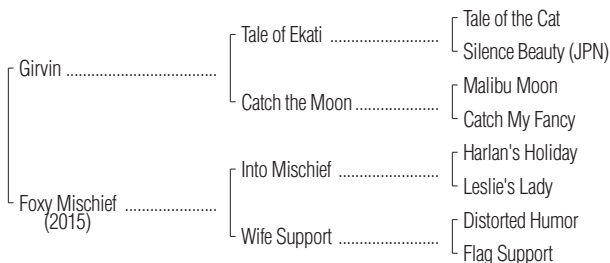 Tale of the Cat
Tale of Ekati ........................
Silence Beauty (JPN)
Girvin ...................................
Malibu Moon
Catch the Moon ..................
Catch My Fancy
Harlan's Holiday
Into Mischief ......................
Leslie's Lady
Foxy Mischief .....................
(2015)
Distorted Humor
Wife Support ......................
Flag Support